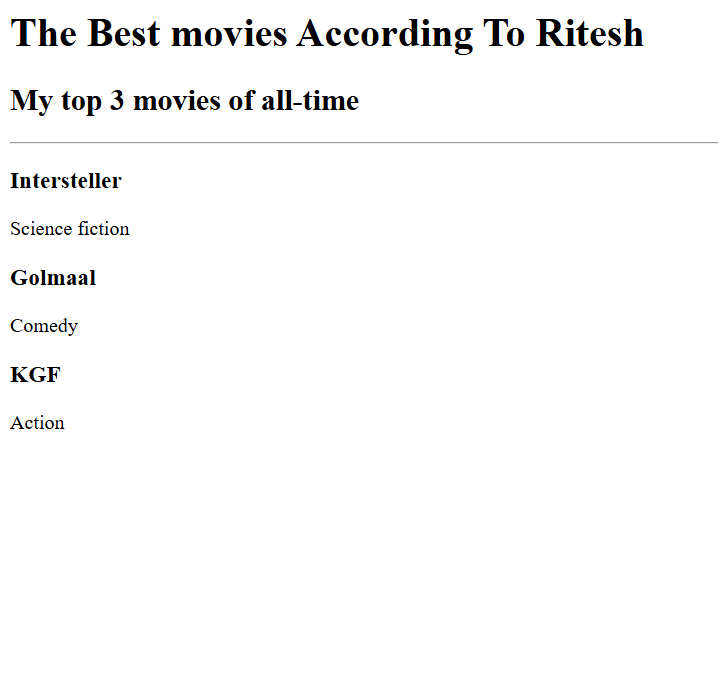 The Best movies According To Ritesh
My top 3 movies of all-time
Intersteller
Science fiction
Golmaal
Comedy
KGF
Action